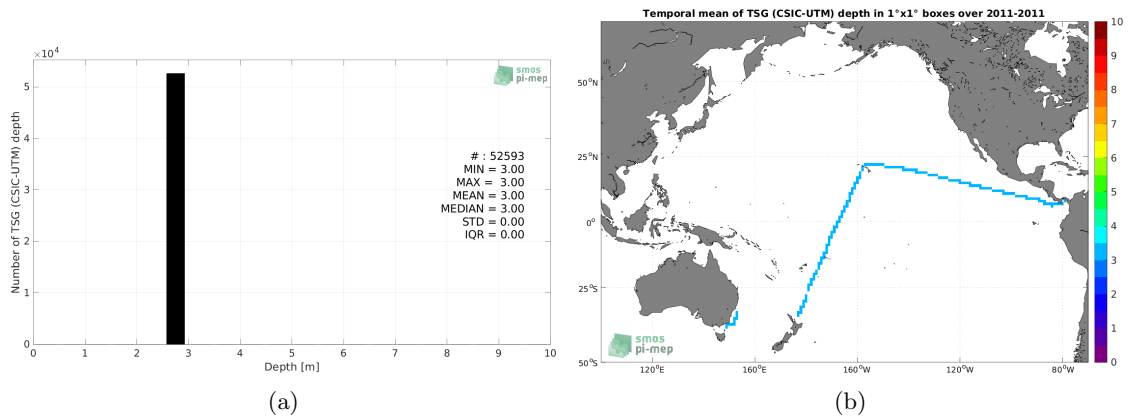 ×10⁴
smos
pi-mep
5
4
3
2
1
0
Number of TSG (CSIC-UTM) depth
# : 52593
MIN = 3.00
MAX = 3.00
MEAN = 3.00
MEDIAN = 3.00
STD = 0.00
IQR = 0.00
0 1 2 3 4 5 6 7 8 9 10
Depth [m]
(a)
Temporal mean of TSG (CSIC-UTM) depth in 1°x1° boxes over 2011-2011
50°N
25°N
0°
25°S
50°S
120°E 160°E 160°W 120°W 80°W
smos
pi-mep
10
9
8
7
6
5
4
3
2
1
0
(b)